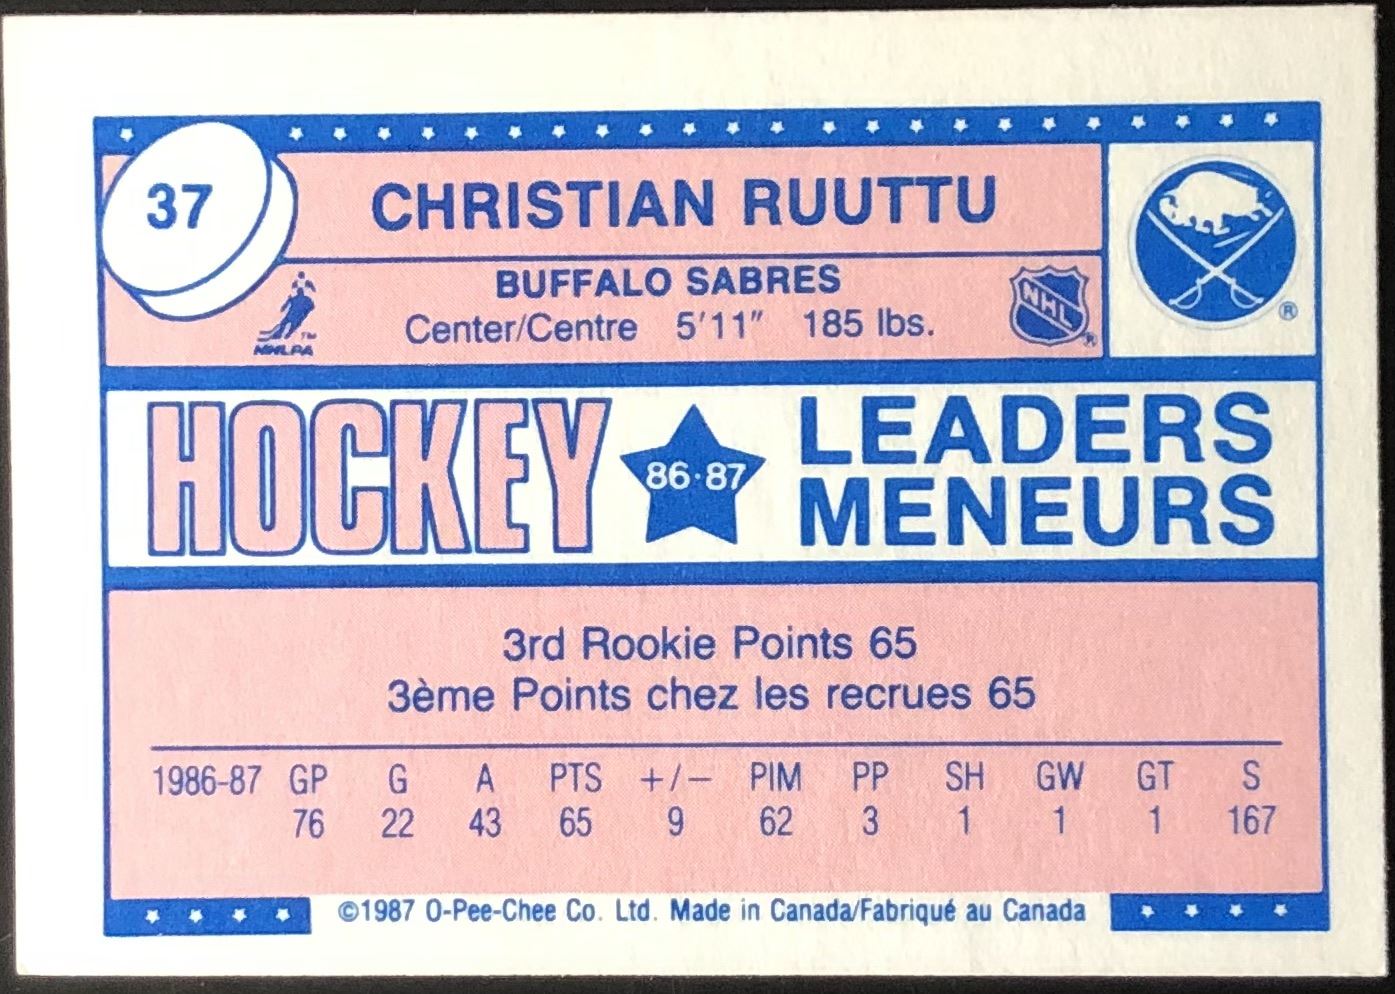 37
CHRISTIAN RUUTTU
BUFFALO SABRES
Center/Centre 5'11" 185 lbs.
NHLPA
TM
NHL
®
®
HOCKEY
86·87
LEADERS
MENEURS
3rd Rookie Points 65
3ème Points chez les recrues 65
1986-87 GP G A PTS +/− PIM PP SH GW GT S
76 22 43 65 9 62 3 1 1 1 167
©1987 O-Pee-Chee Co. Ltd. Made in Canada/Fabriqué au Canada